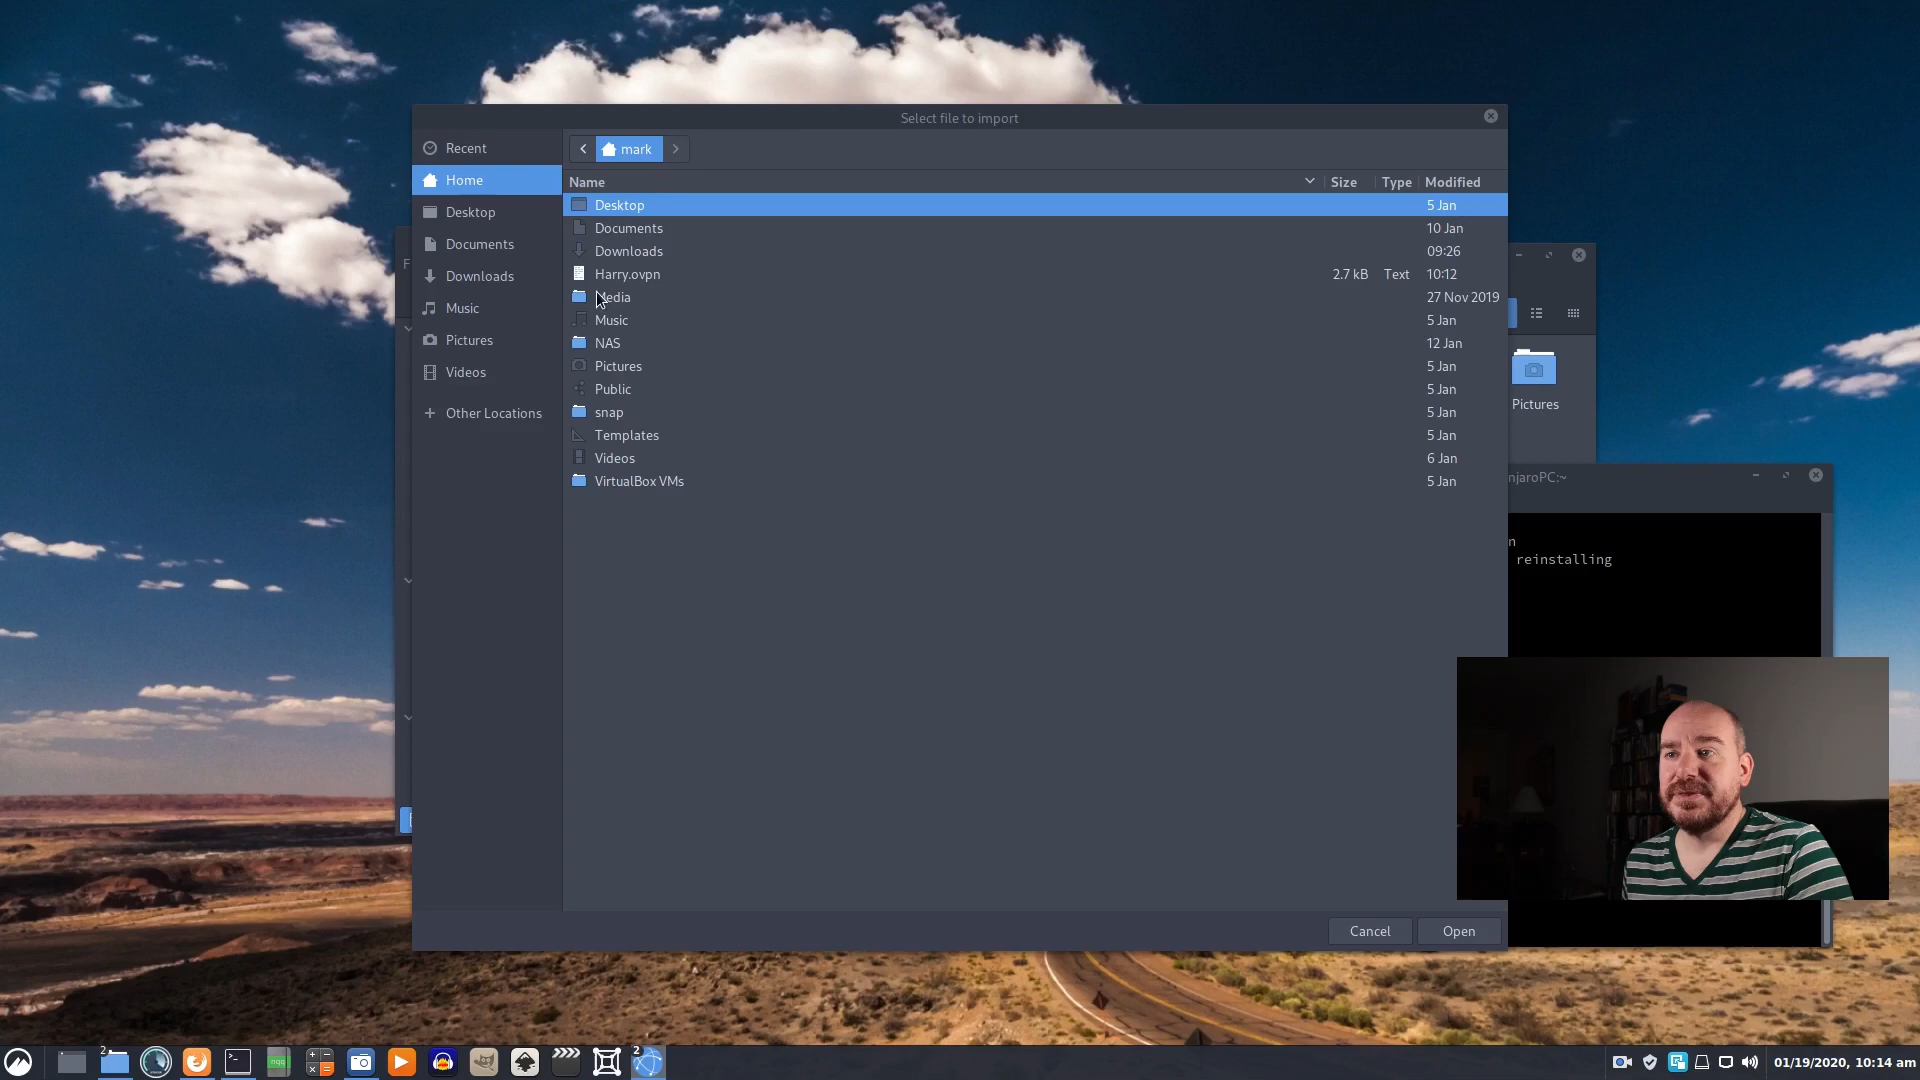 Select file to import
Recent
Home
Desktop
Documents
Downloads
Music
Pictures
Videos
Other Locations
mark
Name Size Type Modified
Desktop 5 Jan
Documents 10 Jan
Downloads 09:26
Harry.ovpn 2.7 kB Text 10:12
Media 27 Nov 2019
Music 5 Jan
NAS 12 Jan
Pictures 5 Jan
Public 5 Jan
snap 5 Jan
Templates 5 Jan
Videos 6 Jan
VirtualBox VMs 5 Jan
Cancel Open
F
Pictures
njaroPC:~
n
reinstalling
2
nqq
2
01/19/2020, 10:14 am